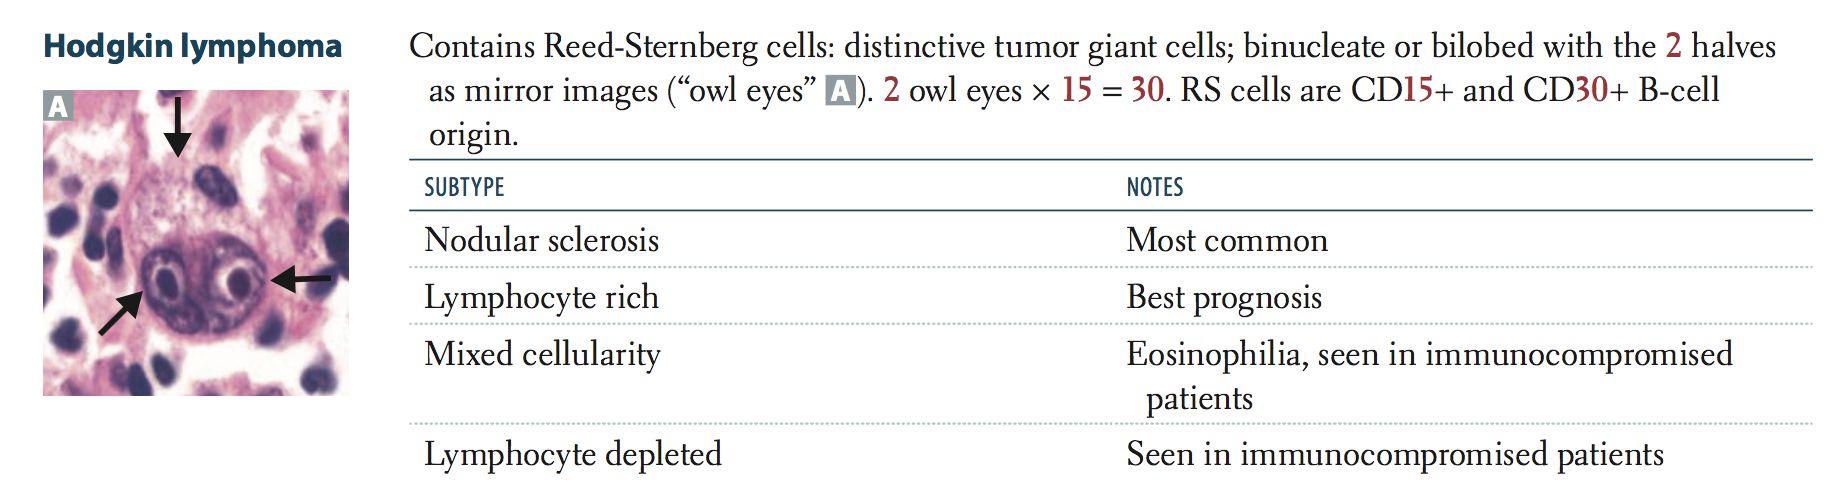 Hodgkin lymphoma
A
Contains Reed-Sternberg cells: distinctive tumor giant cells; binucleate or bilobed with the 2 halves
as mirror images (“owl eyes” A). 2 owl eyes × 15 = 30. RS cells are CD15+ and CD30+ B-cell
origin.
SUBTYPE NOTES
Nodular sclerosis Most common
Lymphocyte rich Best prognosis
Mixed cellularity Eosinophilia, seen in immunocompromised
patients
Lymphocyte depleted Seen in immunocompromised patients